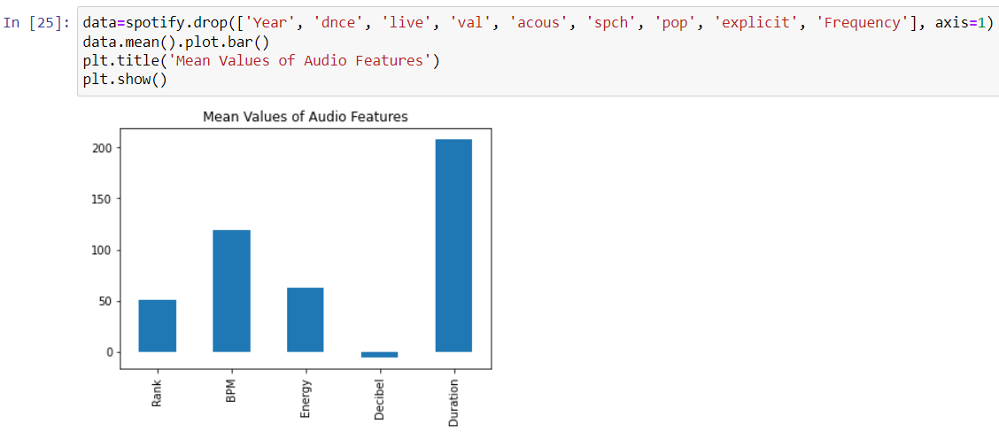 In [25]: data=spotify.drop(['Year', 'dnce', 'live', 'val', 'acous', 'spch', 'pop', 'explicit', 'Frequency'], axis=1)
data.mean().plot.bar()
plt.title('Mean Values of Audio Features')
plt.show()
Mean Values of Audio Features
200
150
100
50
0
Rank
BPM
Energy
Decibel
Duration